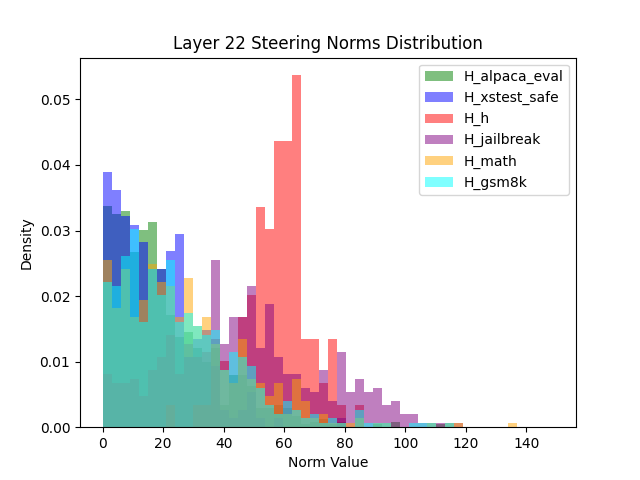 Layer 22 Steering Norms Distribution
H_alpaca_eval
H_xstest_safe
H_h
H_jailbreak
H_math
H_gsm8k
Density
0.05
0.04
0.03
0.02
0.01
0.00
0 20 40 60 80 100 120 140
Norm Value